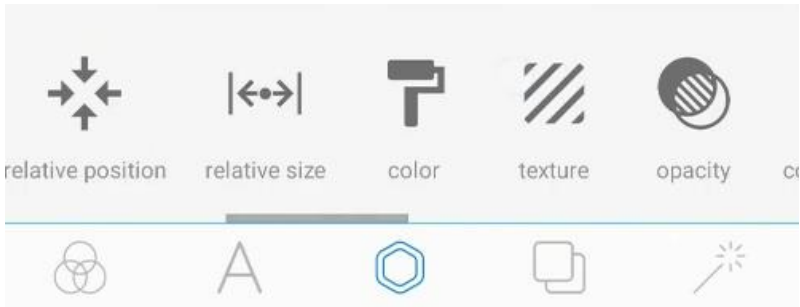 relative position
relative size
color
texture
opacity
A